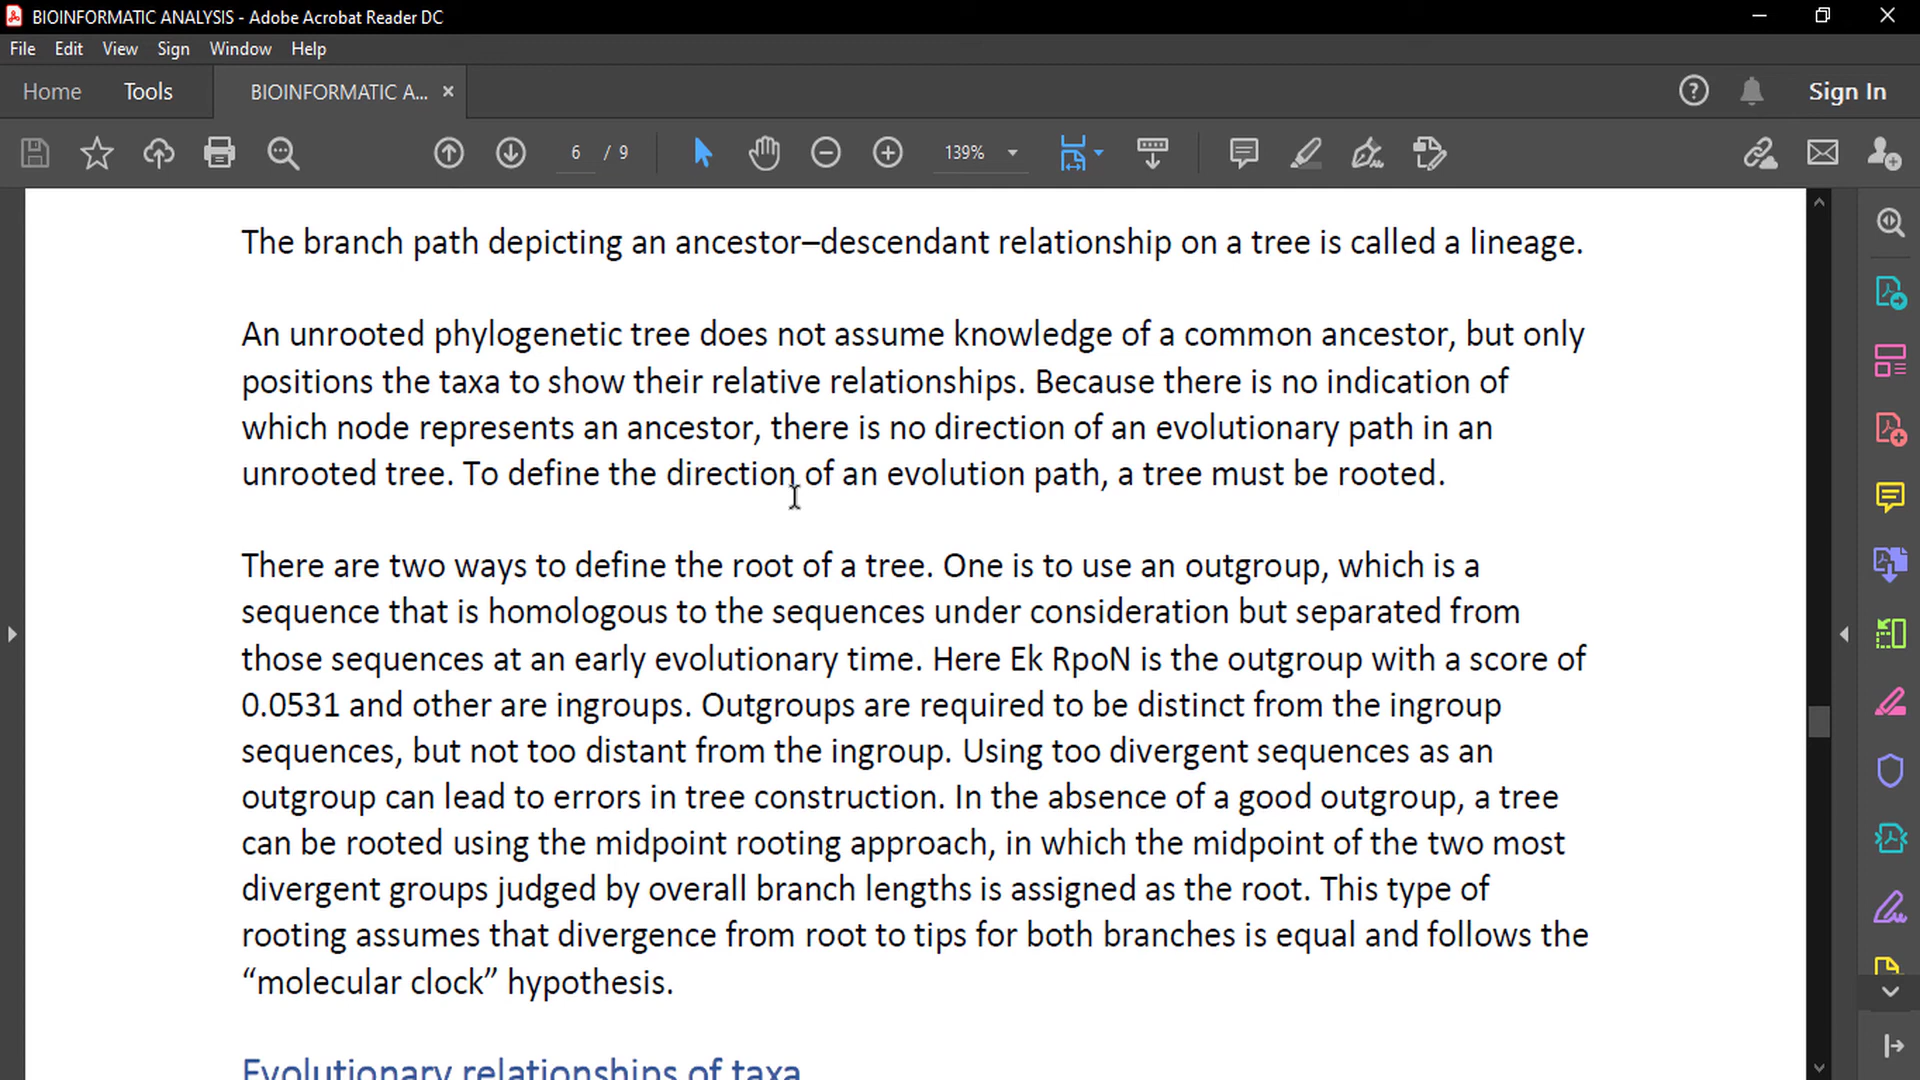 BIOINFORMATIC ANALYSIS - Adobe Acrobat Reader DC
File Edit View Sign Window Help
Home Tools BIOINFORMATIC A... Sign In
6 / 9 139%
The branch path depicting an ancestor–descendant relationship on a tree is called a lineage.
An unrooted phylogenetic tree does not assume knowledge of a common ancestor, but only
positions the taxa to show their relative relationships. Because there is no indication of
which node represents an ancestor, there is no direction of an evolutionary path in an
unrooted tree. To define the direction of an evolution path, a tree must be rooted.
There are two ways to define the root of a tree. One is to use an outgroup, which is a
sequence that is homologous to the sequences under consideration but separated from
those sequences at an early evolutionary time. Here Ek RpoN is the outgroup with a score of
0.0531 and other are ingroups. Outgroups are required to be distinct from the ingroup
sequences, but not too distant from the ingroup. Using too divergent sequences as an
outgroup can lead to errors in tree construction. In the absence of a good outgroup, a tree
can be rooted using the midpoint rooting approach, in which the midpoint of the two most
divergent groups judged by overall branch lengths is assigned as the root. This type of
rooting assumes that divergence from root to tips for both branches is equal and follows the
“molecular clock” hypothesis.
Evolutionary relationships of taxa